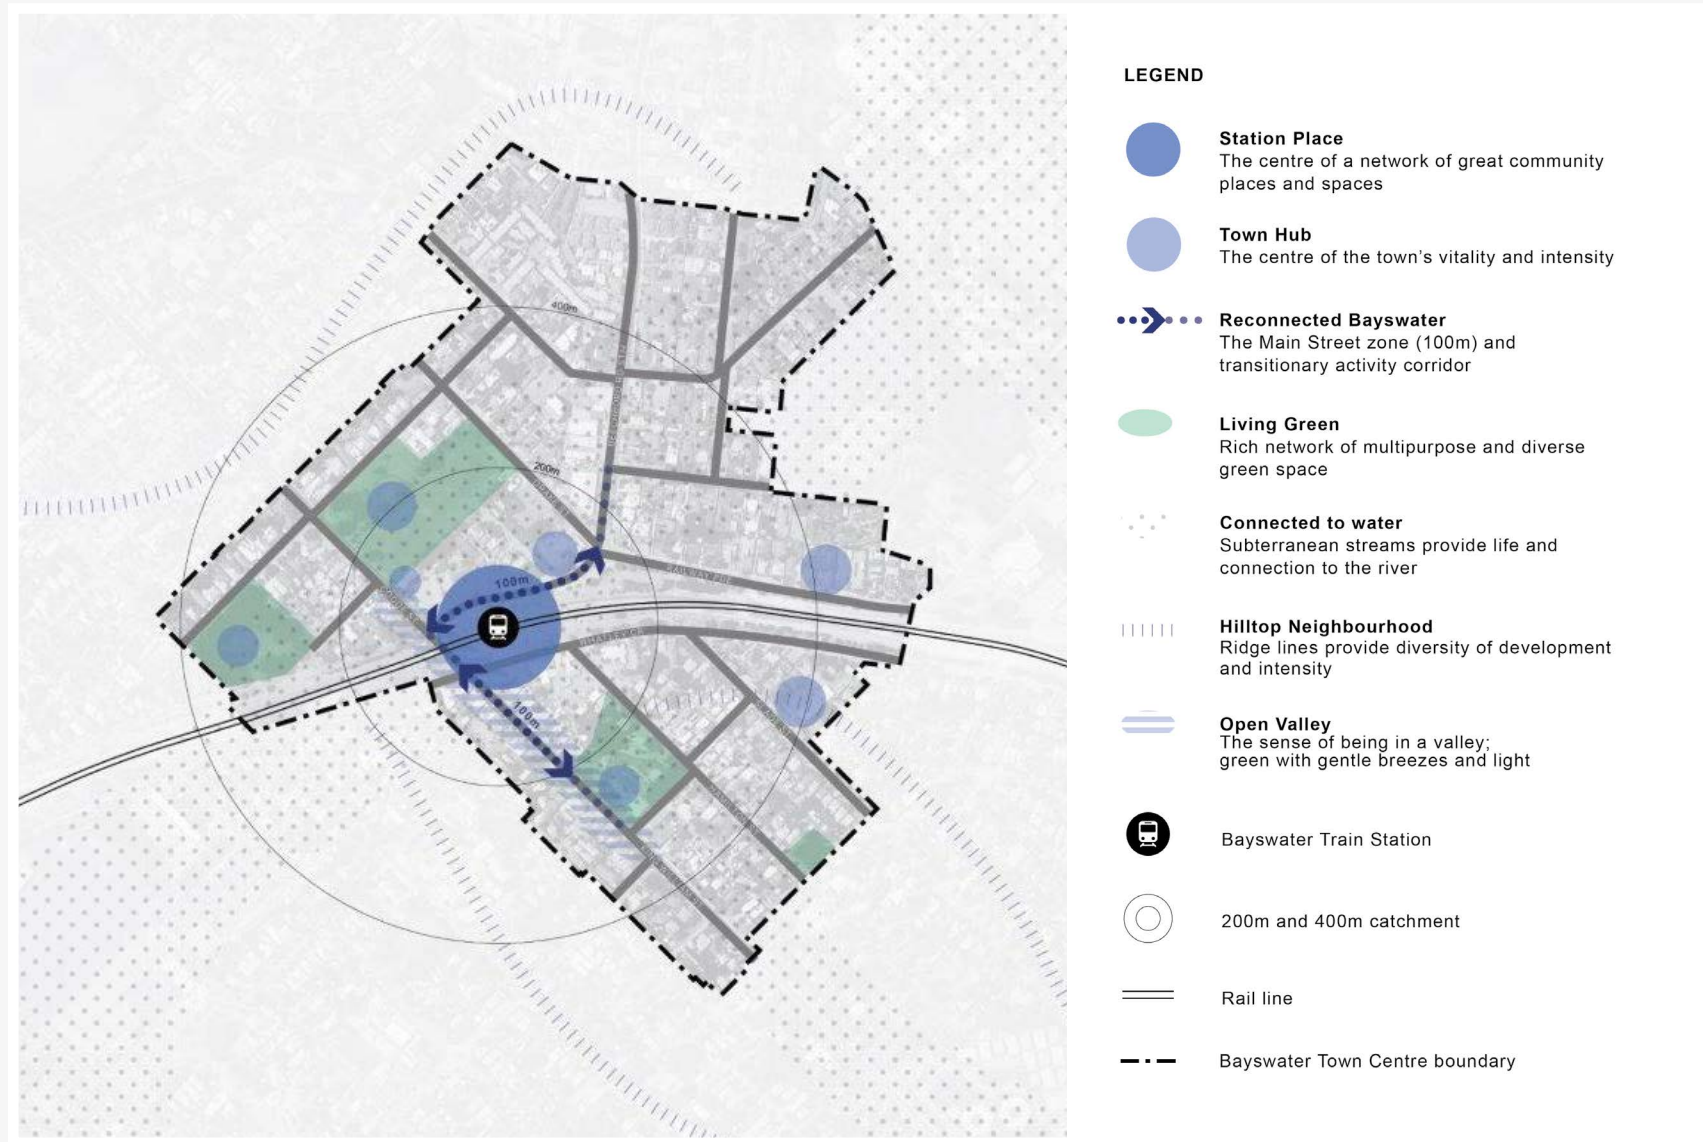 400m
200m
100m
RAILWAY PDE
WHATLEY CR
100m
LEGEND
Station Place
The centre of a network of great community
places and spaces
Town Hub
The centre of the town's vitality and intensity
Reconnected Bayswater
The Main Street zone (100m) and
transitionary activity corridor
Living Green
Rich network of multipurpose and diverse
green space
Connected to water
Subterranean streams provide life and
connection to the river
Hilltop Neighbourhood
Ridge lines provide diversity of development
and intensity
Open Valley
The sense of being in a valley;
green with gentle breezes and light
Bayswater Train Station
200m and 400m catchment
Rail line
Bayswater Town Centre boundary